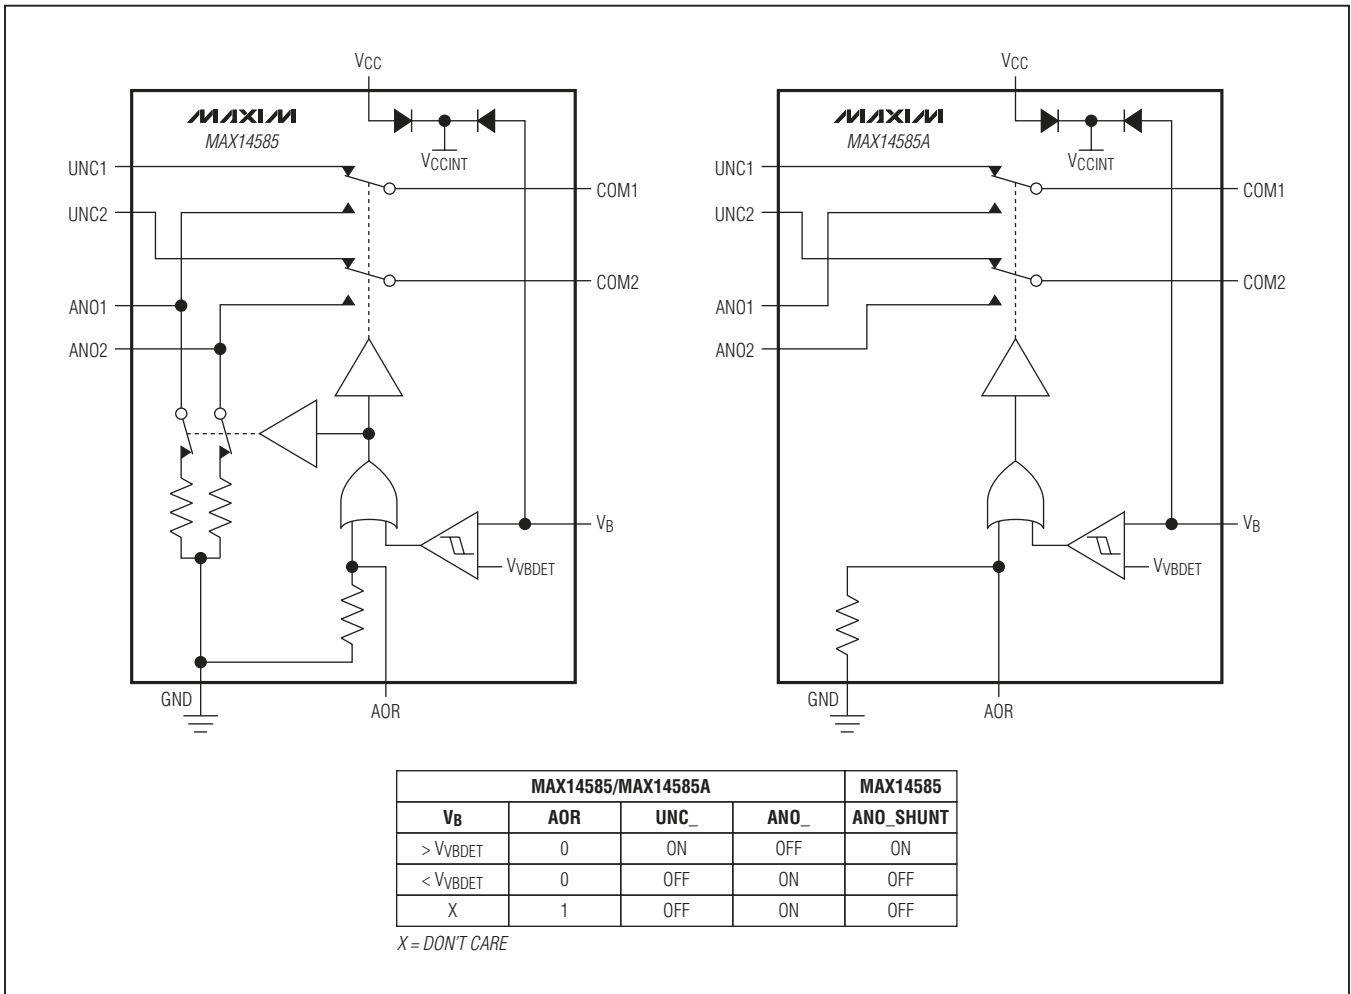 VCC
MAXIM
MAX14585
VCCINT
UNC1
UNC2
ANO1
ANO2
COM1
COM2
VB
VVBDET
GND
AOR
VCC
MAXIM
MAX14585A
VCCINT
UNC1
UNC2
ANO1
ANO2
COM1
COM2
VB
VVBDET
GND
AOR
MAX14585/MAX14585A MAX14585
VB AOR UNC_ ANO_ ANO_SHUNT
> VVBDET 0 ON OFF ON
< VVBDET 0 OFF ON OFF
X 1 OFF ON OFF
X = DON'T CARE